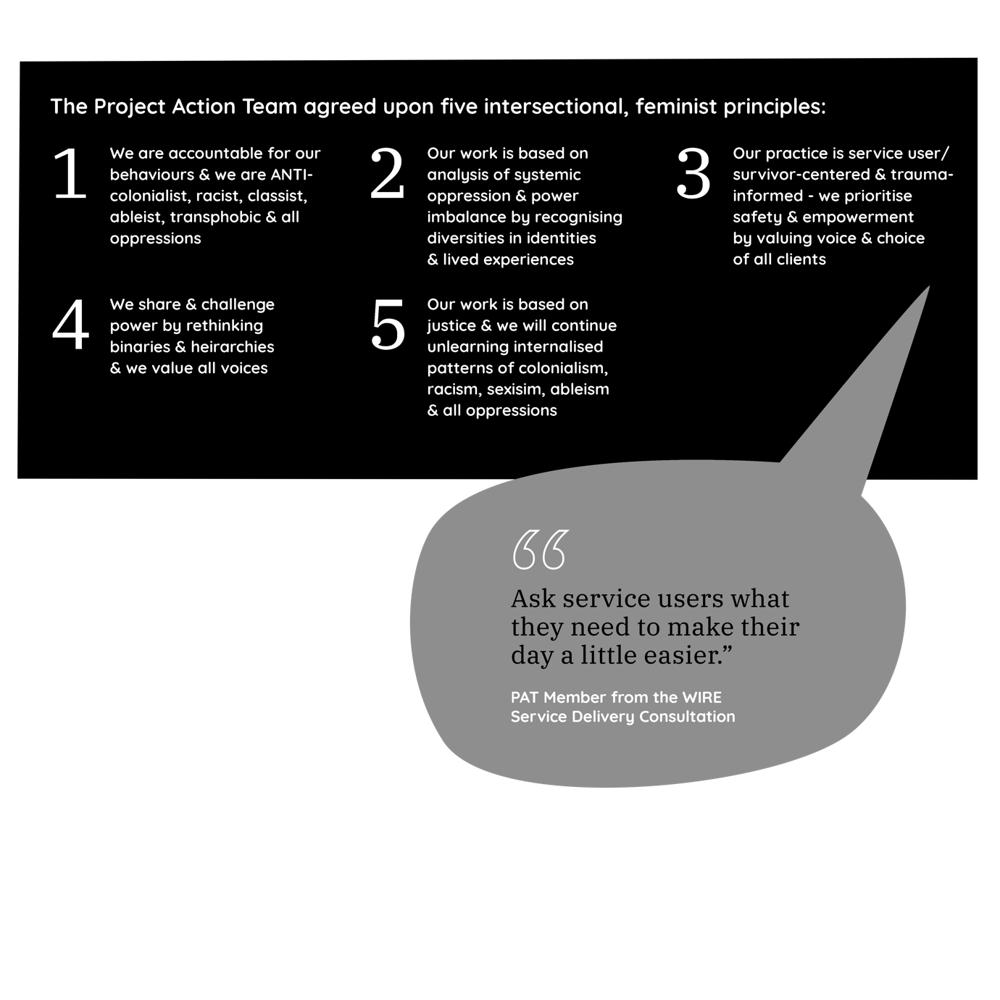 The Project Action Team agreed upon five intersectional, feminist principles:
1
We are accountable for our
behaviours & we are ANTI-
colonialist, racist, classist,
ableist, transphobic & all
oppressions
2
Our work is based on
analysis of systemic
oppression & power
imbalance by recognising
diversities in identities
& lived experiences
3
Our practice is service user/
survivor-centered & trauma-
informed - we prioritise
safety & empowerment
by valuing voice & choice
of all clients
4
We share & challenge
power by rethinking
binaries & heirarchies
& we value all voices
5
Our work is based on
justice & we will continue
unlearning internalised
patterns of colonialism,
racism, sexisim, ableism
& all oppressions
“
Ask service users what
they need to make their
day a little easier.”
PAT Member from the WIRE
Service Delivery Consultation